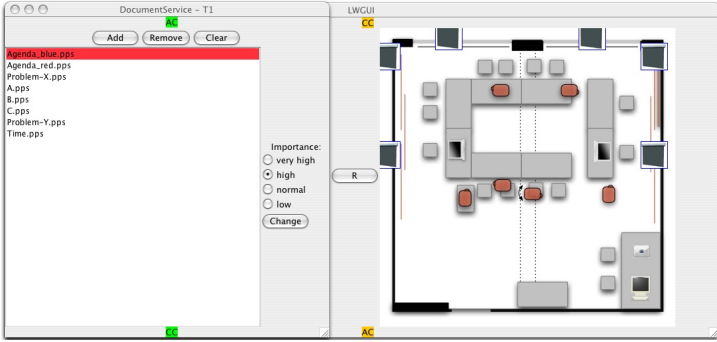 DocumentService - T1
AC
Add Remove Clear
Agenda_blue.pps
Agenda_red.pps
Problem-X.pps
A.pps
B.pps
C.pps
Problem-Y.pps
Time.pps
Importance:
very high
high
normal
low
Change
CC
LWGUI
CC
R
AC